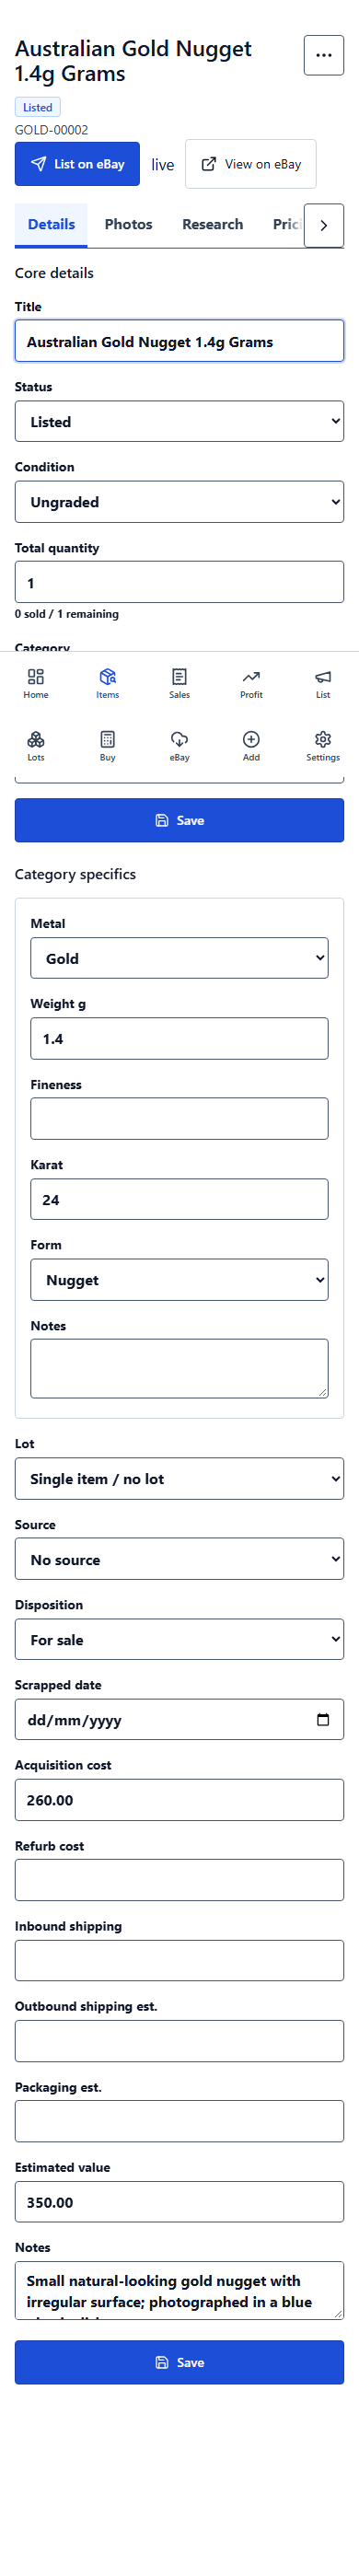 Australian Gold Nugget
1.4g Grams
Listed
GOLD-00002
List on eBay
live
View on eBay
Details
Photos
Research
Core details
Title
Australian Gold Nugget 1.4g Grams
Status
Listed
Condition
Ungraded
Total quantity
1
0 sold / 1 remaining
Category
Home
Items
Sales
Profit
List
Lots
Buy
eBay
Add
Settings
Save
Category specifics
Metal
Gold
Weight g
1.4
Fineness
Karat
24
Form
Nugget
Notes
Lot
Single item / no lot
Source
No source
Disposition
For sale
Scrapped date
dd/mm/yyyy
Acquisition cost
260.00
Refurb cost
Inbound shipping
Outbound shipping est.
Packaging est.
Estimated value
350.00
Notes
Small natural-looking gold nugget with
irregular surface; photographed in a blue
Save